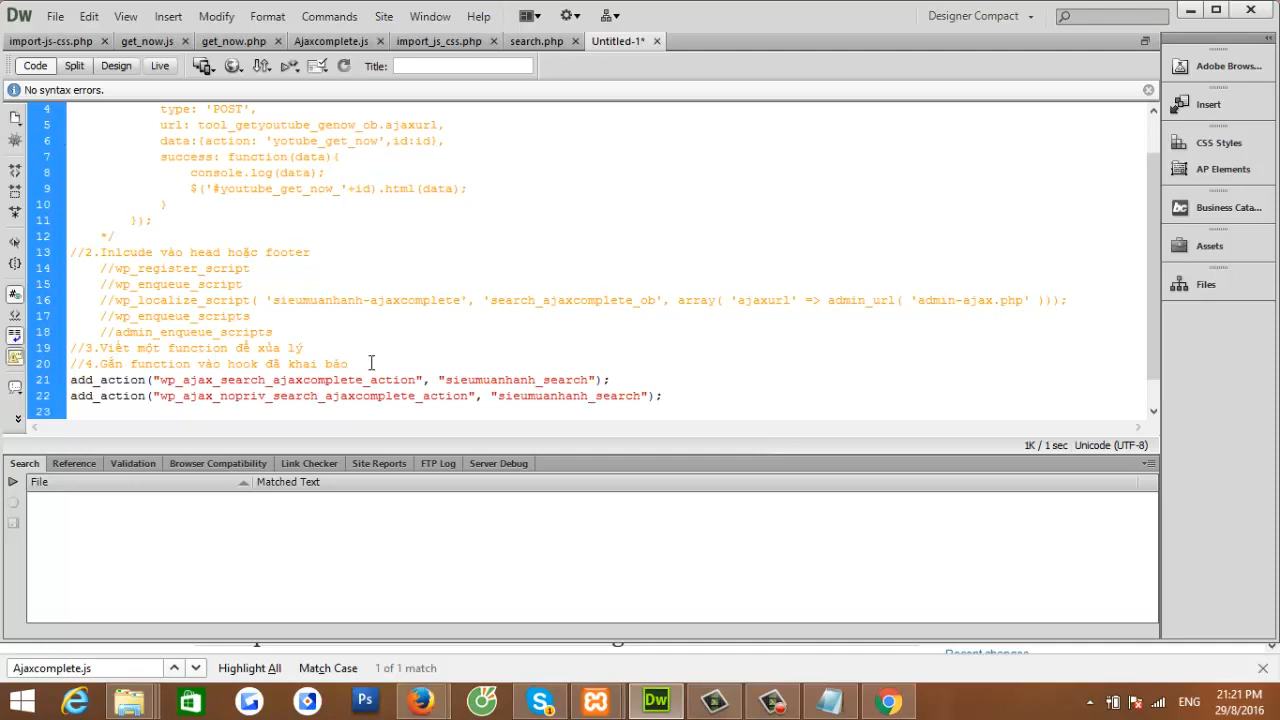 Dw File Edit View Insert Modify Format Commands Site Window Help Designer Compact
import-js-css.php get_now.js get_now.php Ajaxcomplete.js import_js_css.php search.php Untitled-1*
Code Split Design Live Title:
No syntax errors.
4 type: 'POST',
5 url: tool_getyoutube_genow_ob.ajaxurl,
6 data:{action: 'yotube_get_now',id:id},
7 success: function(data){
8 console.log(data);
9 $('#youtube_get_now_'+id).html(data);
10 }
11 });
12 */
13 //2.Inlcude vào head hoặc footer
14 //wp_register_script
15 //wp_enqueue_script
16 //wp_localize_script( 'sieumuanhanh-ajaxcomplete', 'search_ajaxcomplete_ob', array( 'ajaxurl' => admin_url( 'admin-ajax.php' )));
17 //wp_enqueue_scripts
18 //admin_enqueue_scripts
19 //3.Viết một function để xủa lý
20 //4.Gắn function vào hook đã khai báo
21 add_action("wp_ajax_search_ajaxcomplete_action", "sieumuanhanh_search");
22 add_action("wp_ajax_nopriv_search_ajaxcomplete_action", "sieumuanhanh_search");
23
1K / 1 sec Unicode (UTF-8)
Adobe Brows...
Insert
CSS Styles
AP Elements
Business Cata...
Assets
Files
Search Reference Validation Browser Compatibility Link Checker Site Reports FTP Log Server Debug
File Matched Text
Recent changes
Ajaxcomplete.js Highlight All Match Case 1 of 1 match
Ps Dw ENG
21:21 PM
29/8/2016